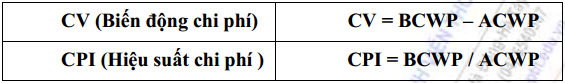 CV (Biến động chi phí) CV = BCWP – ACWP
CPI (Hiệu suất chi phí ) CPI = BCWP / ACWP